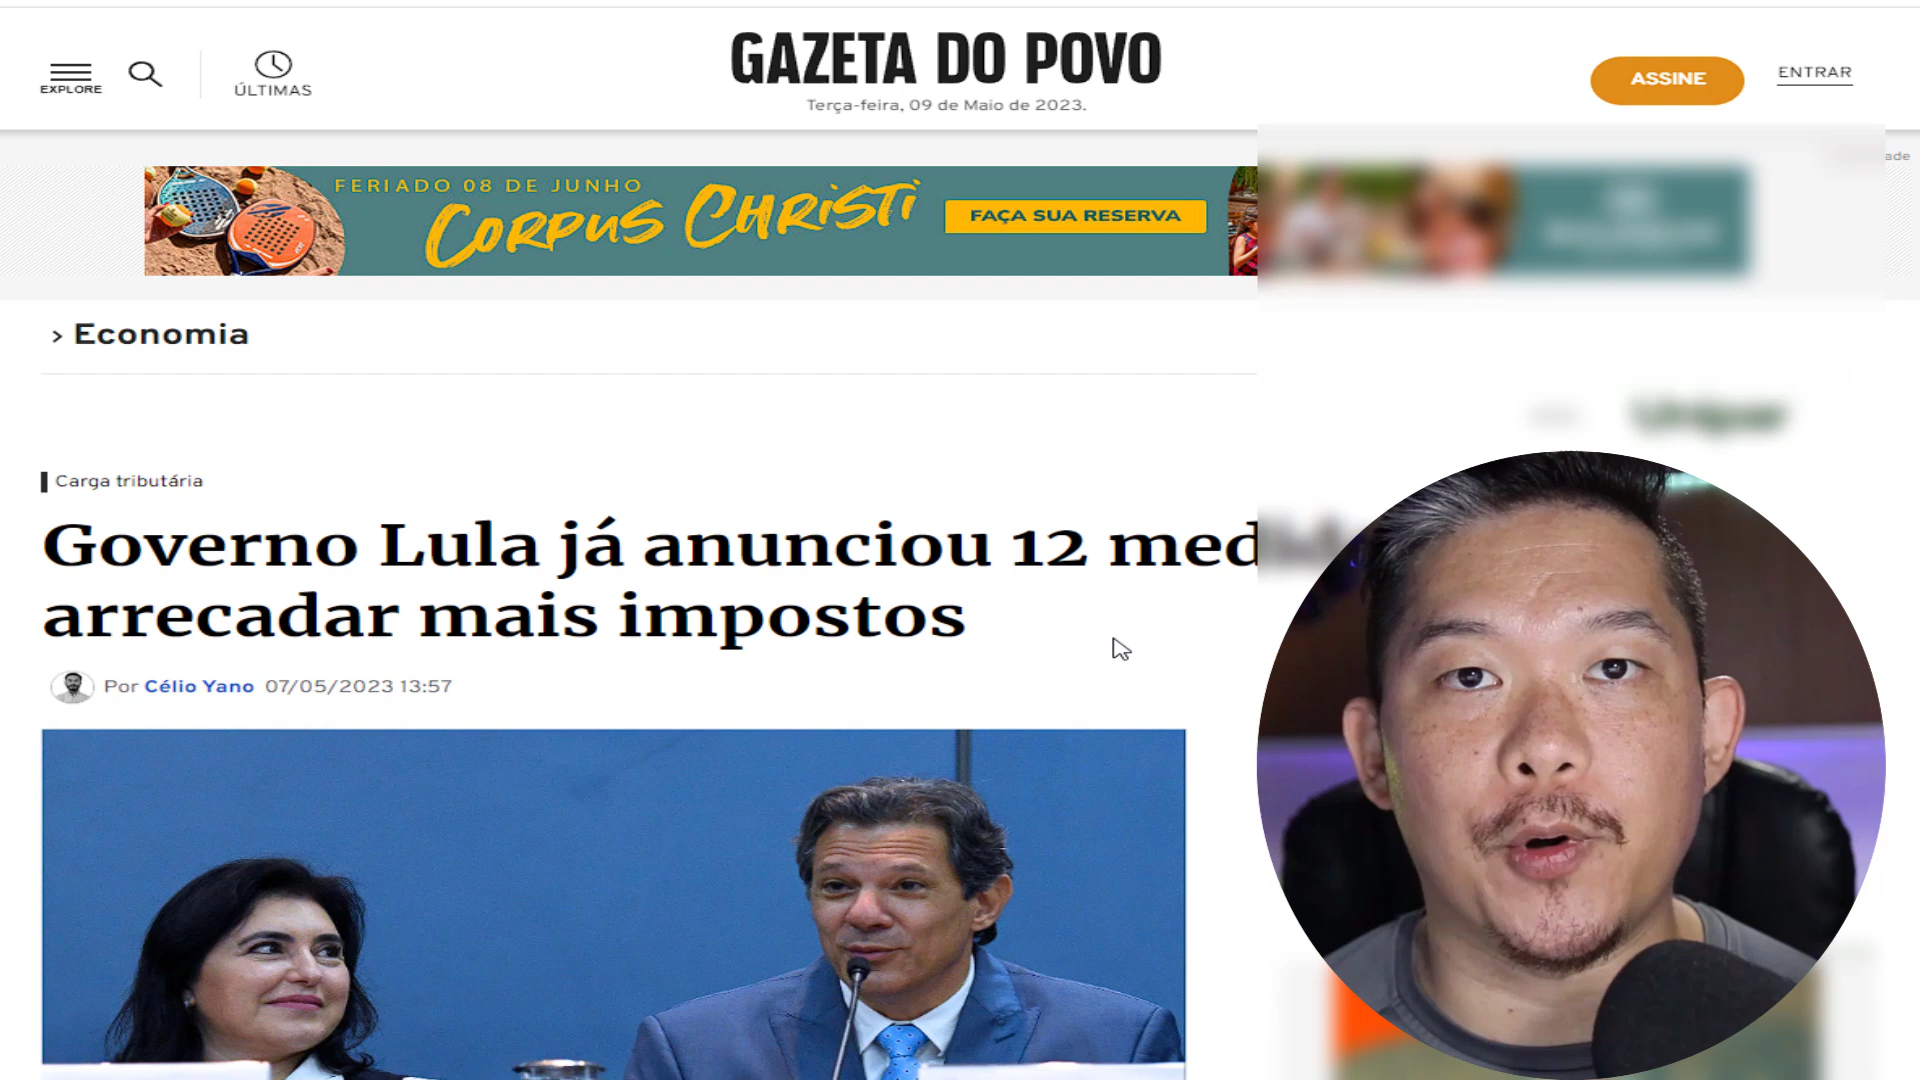 GAZETA DO POVO
EXPLORE
ÚLTIMAS
Terça-feira, 09 de Maio de 2023.
ASSINE
ENTRAR
ade
FERIADO 08 DE JUNHO
CORPUS CHRISTI
FAÇA SUA RESERVA
> Economia
Carga tributária
Governo Lula já anunciou 12 med
arrecadar mais impostos
Por Célio Yano 07/05/2023 13:57